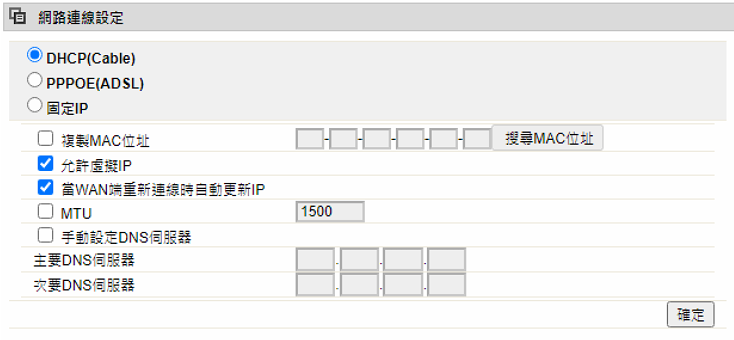 網路連線設定
DHCP(Cable)
PPPOE(ADSL)
固定IP
複製MAC位址 - - - - - 搜尋MAC位址
允許虛擬IP
當WAN端重新連線時自動更新IP
MTU 1500
手動設定DNS伺服器
主要DNS伺服器 . . .
次要DNS伺服器 . . .
確定